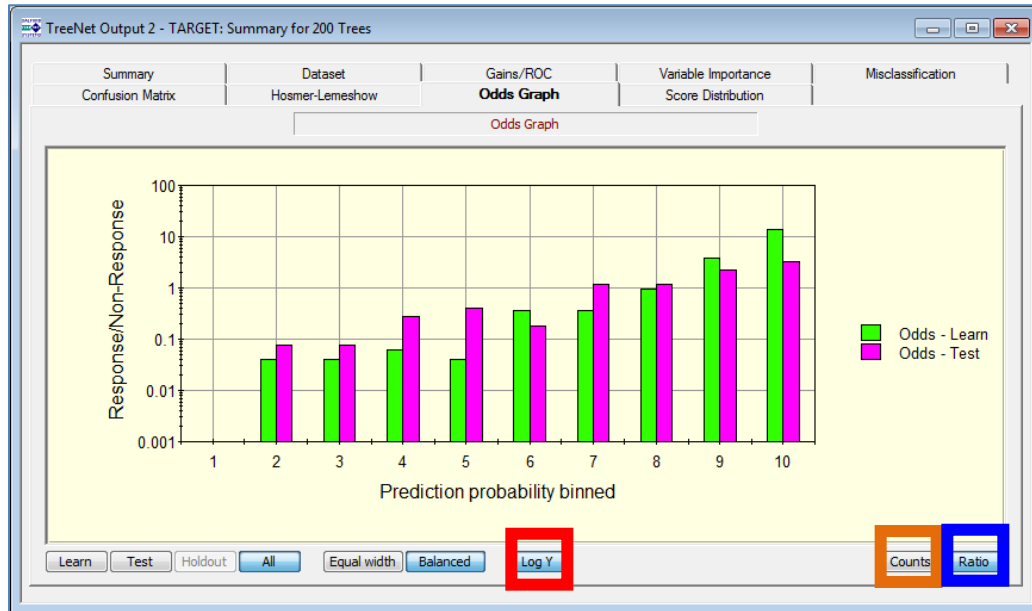 TreeNet Output 2 - TARGET: Summary for 200 Trees
Summary Dataset Gains/ROC Variable Importance Misclassification
Confusion Matrix Hosmer-Lemeshow Odds Graph Score Distribution
Odds Graph
Response/Non-Response
100
10
1
0.1
0.01
0.001
1 2 3 4 5 6 7 8 9 10
Prediction probability binned
Odds - Learn
Odds - Test
Learn Test Holdout All Equal width Balanced Log Y Counts Ratio